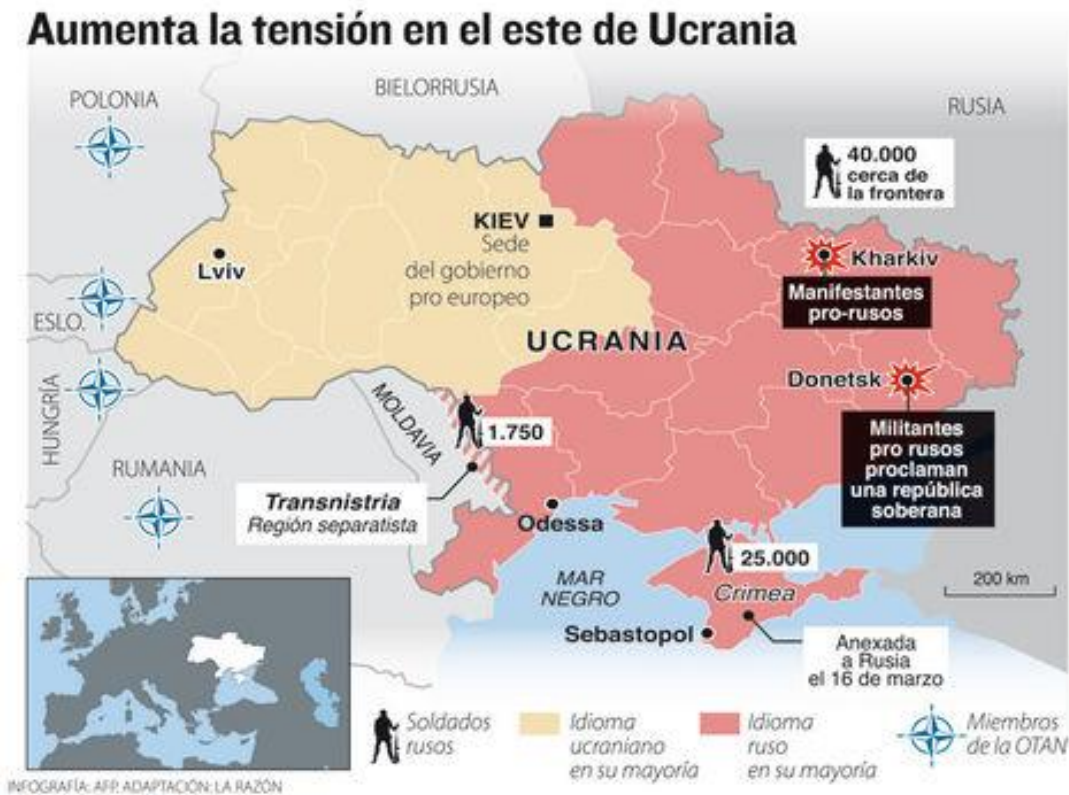 Aumenta la tensión en el este de Ucrania
POLONIA
BIELORRUSIA
RUSIA
40.000
cerca de
la frontera
KIEV
Sede
del gobierno
pro europeo
Lviv
Kharkiv
Manifestantes
pro-rusos
ESLO.
UCRANIA
HUNGRÍA
MOLDAVIA
Donetsk
1.750
Militantes
pro rusos
proclaman
una república
soberana
RUMANIA
Transnistria
Región separatista
Odessa
25.000
MAR
NEGRO
Crimea
200 km
Sebastopol
Anexada
a Rusia
el 16 de marzo
Soldados
rusos
Idioma
ucraniano
en su mayoría
Idioma
ruso
en su mayoría
Miembros
de la OTAN
INFOGRAFÍA: AFP. ADAPTACIÓN: LA RAZÓN